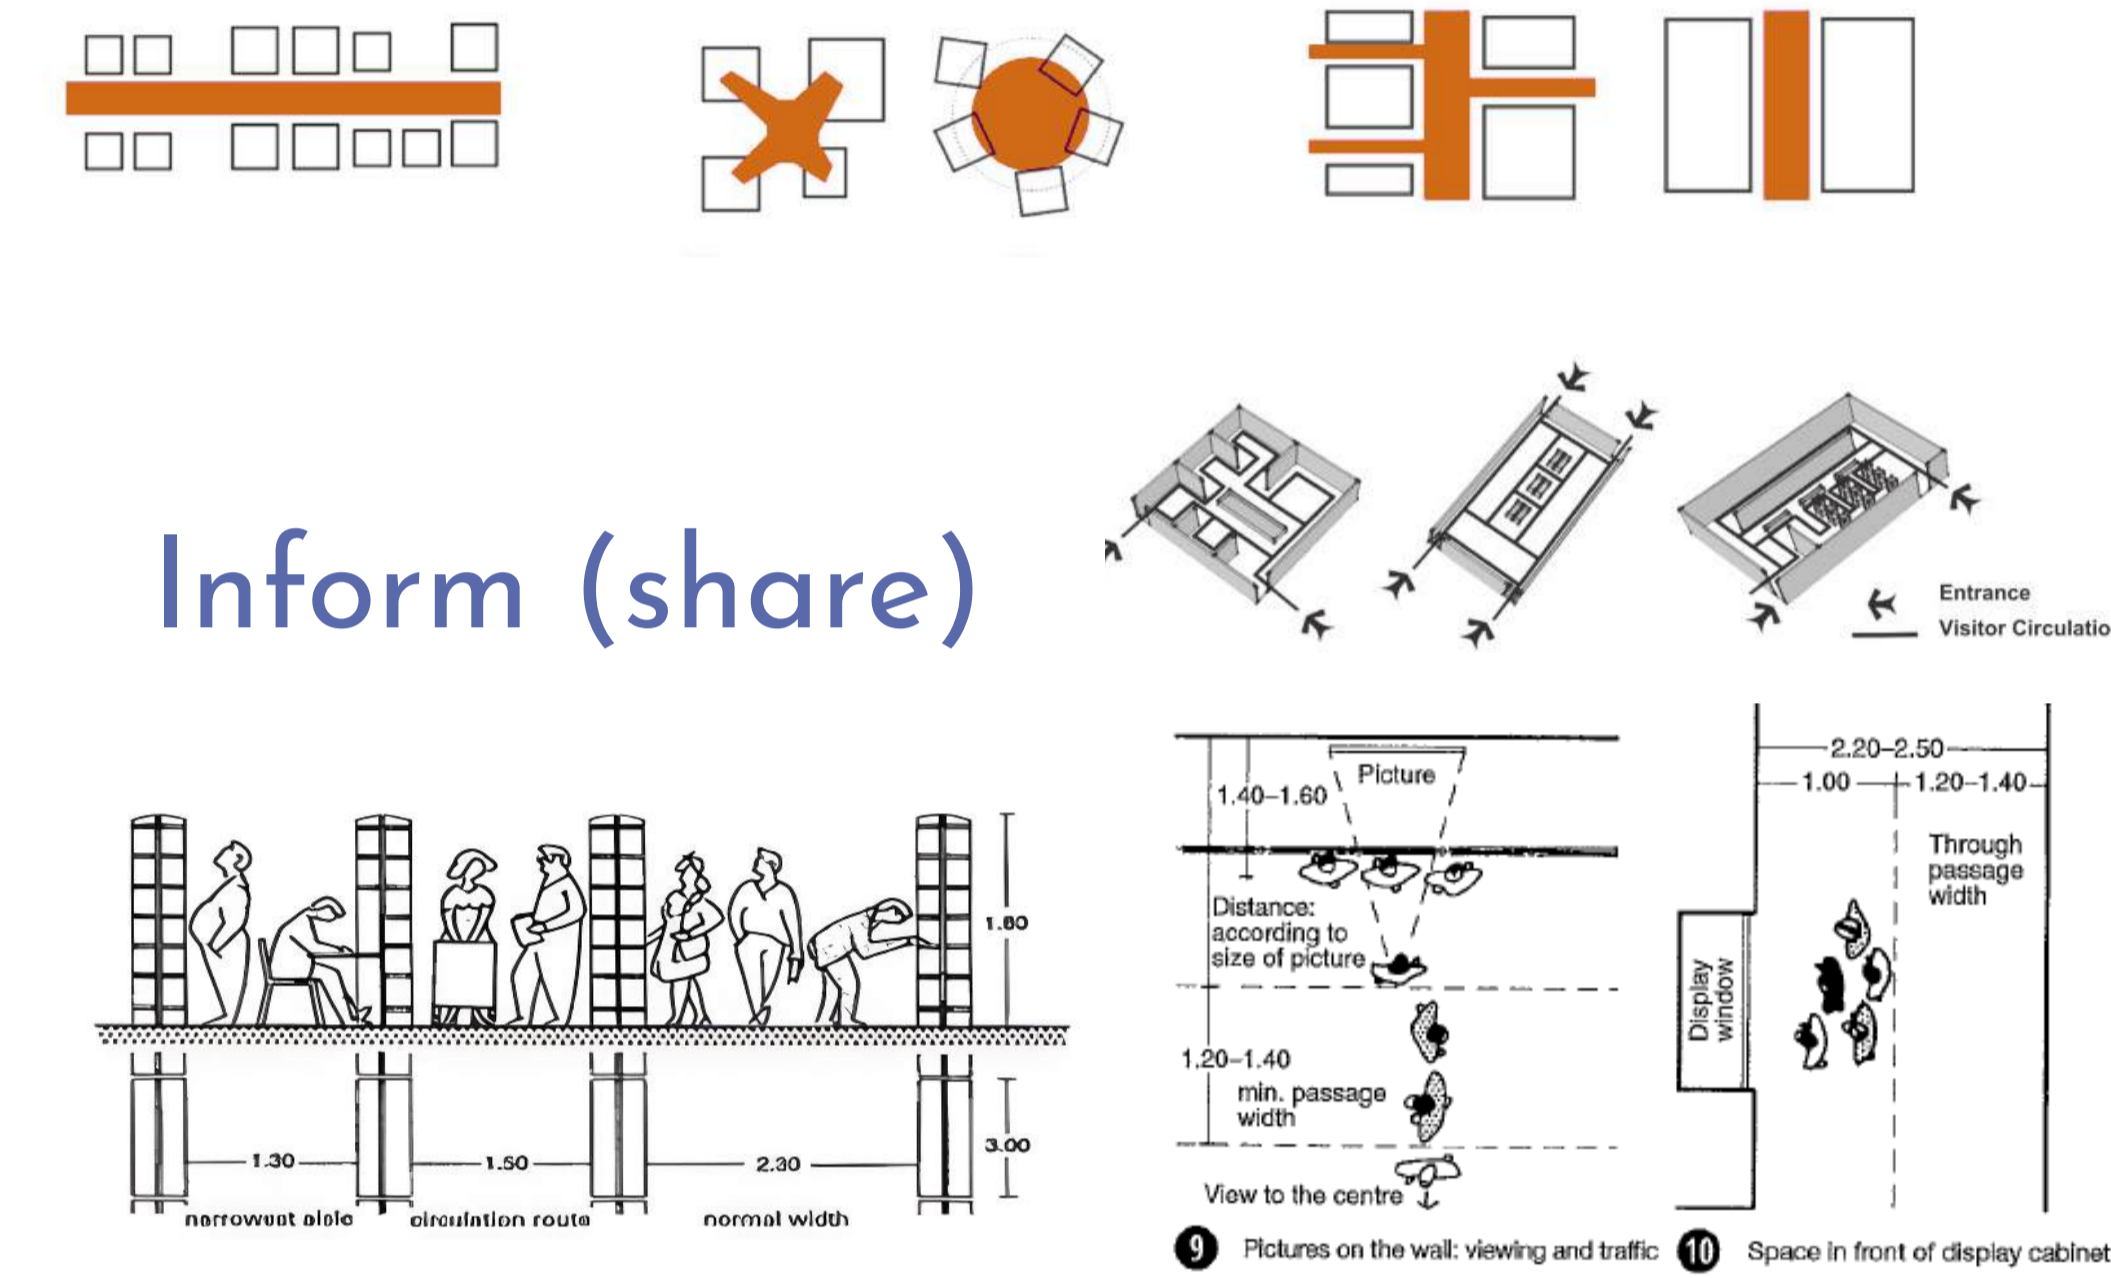 Inform (share)
Entrance
Visitor Circulatio
1.80
1.30
1.50
2.30
3.00
narrowest aisle
circulation route
normal width
Picture
1.40–1.60
Distance:
according to
size of picture
1.20–1.40
min. passage
width
View to the centre
9 Pictures on the wall: viewing and traffic
2.20–2.50
1.00
1.20–1.40
Through
passage
width
Display
window
10 Space in front of display cabinet